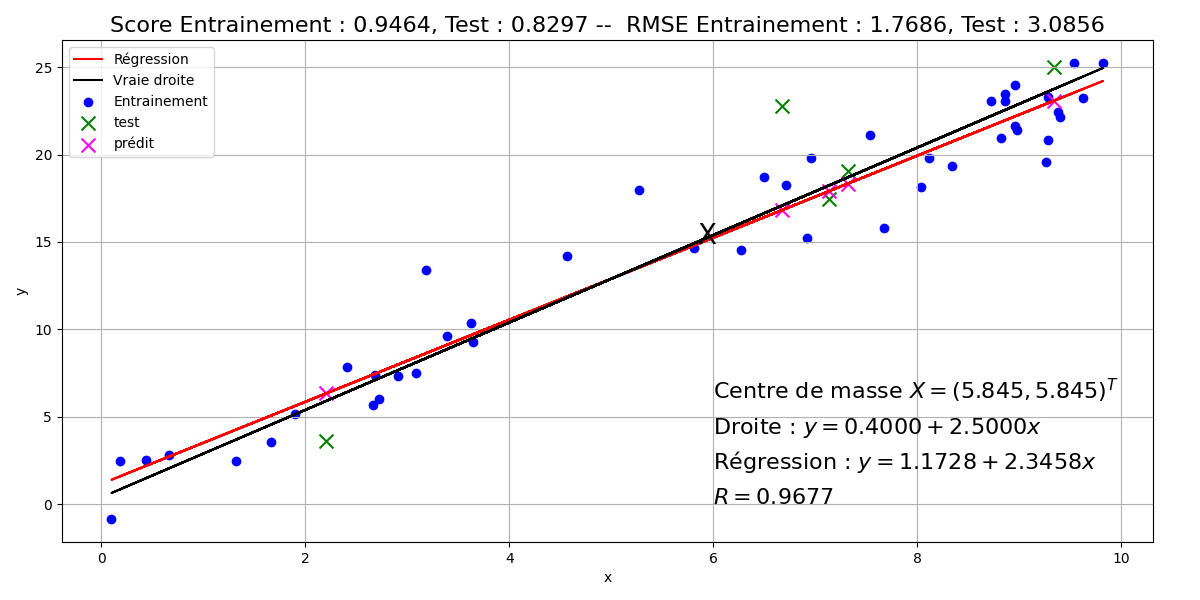 Score Entrainement : 0.9464, Test : 0.8297 -- RMSE Entrainement : 1.7686, Test : 3.0856
Régression
Vraie droite
Entrainement
test
prédit
25
20
15
10
5
0
y
X
Centre de masse X = (5.845, 5.845)^T
Droite : y = 0.4000 + 2.5000x
Régression : y = 1.1728 + 2.3458x
R = 0.9677
0 2 4 6 8 10
x